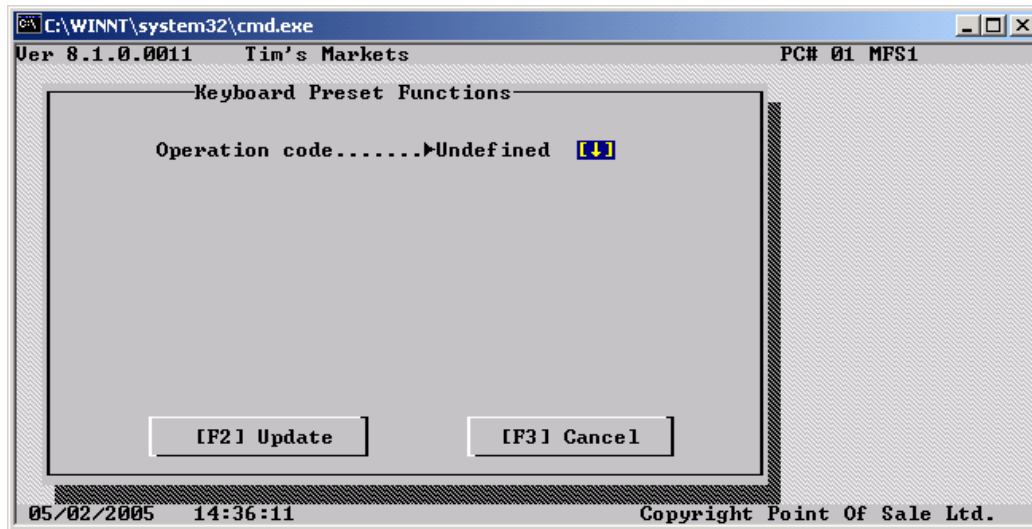 C:\WINNT\system32\cmd.exe
Ver 8.1.0.0011 Tim's Markets PC# 01 MFS1
Keyboard Preset Functions
Operation code.......►Undefined [↓]
[F2] Update [F3] Cancel
05/02/2005 14:36:11 Copyright Point Of Sale Ltd.